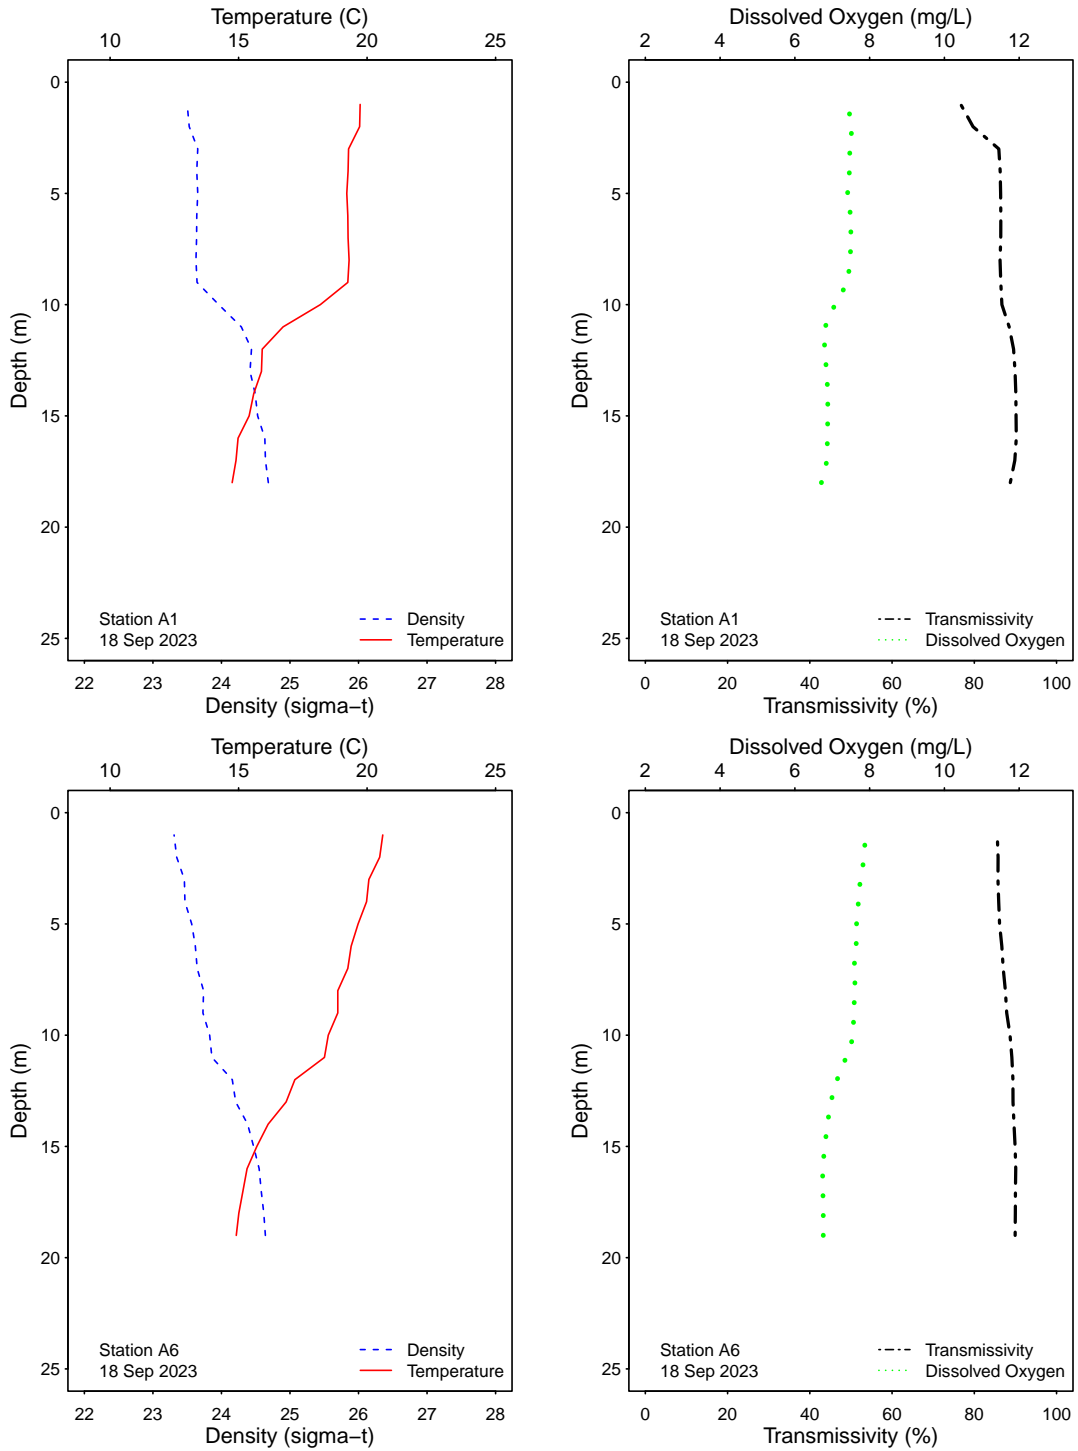 Temperature (C)
10 15 20 25
0
5
10
15
20
25
Depth (m)
Station A1
18 Sep 2023
Density
Temperature
22 23 24 25 26 27 28
Density (sigma−t)
Dissolved Oxygen (mg/L)
2 4 6 8 10 12
0
5
10
15
20
25
Depth (m)
Station A1
18 Sep 2023
Transmissivity
Dissolved Oxygen
0 20 40 60 80 100
Transmissivity (%)
Temperature (C)
10 15 20 25
0
5
10
15
20
25
Depth (m)
Station A6
18 Sep 2023
Density
Temperature
22 23 24 25 26 27 28
Density (sigma−t)
Dissolved Oxygen (mg/L)
2 4 6 8 10 12
0
5
10
15
20
25
Depth (m)
Station A6
18 Sep 2023
Transmissivity
Dissolved Oxygen
0 20 40 60 80 100
Transmissivity (%)